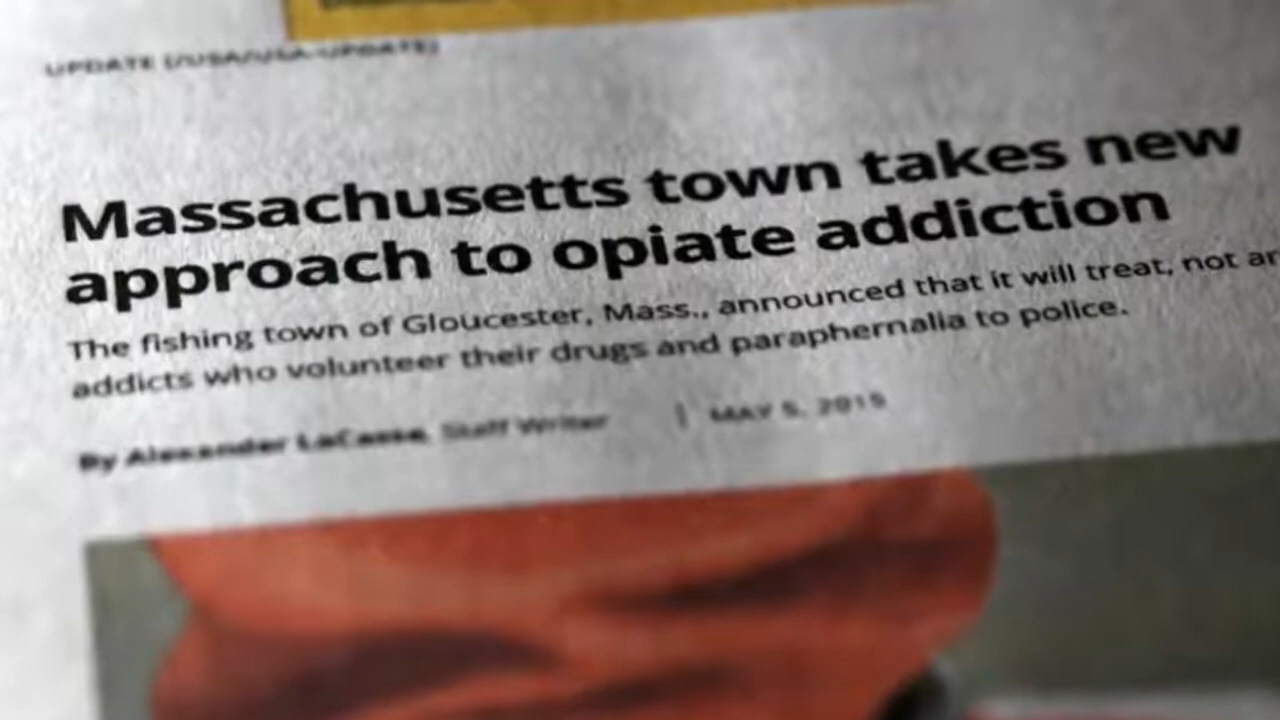 UPDATE (/USA/USA-UPDATE)
Massachusetts town takes new
approach to opiate addiction
The fishing town of Gloucester, Mass., announced that it will treat, not ar
addicts who volunteer their drugs and paraphernalia to police.
By Alexander LaCasse, Staff Writer | MAY 5, 2015